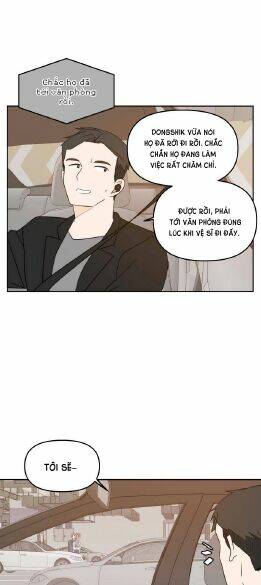 Chắc họ đã
tới văn phòng
rồi.
DONGSHIK VỪA NÓI
HỌ ĐÃ RỜI ĐI RỒI. CHẮC
CHẮN HỌ ĐANG LÀM
VIỆC RẤT CHĂM CHỈ.
ĐƯỢC RỒI, PHẢI
TỚI VĂN PHÒNG ĐÚNG
LÚC KHI VỆ SĨ ĐI ĐẤY.
TÔI SẼ-